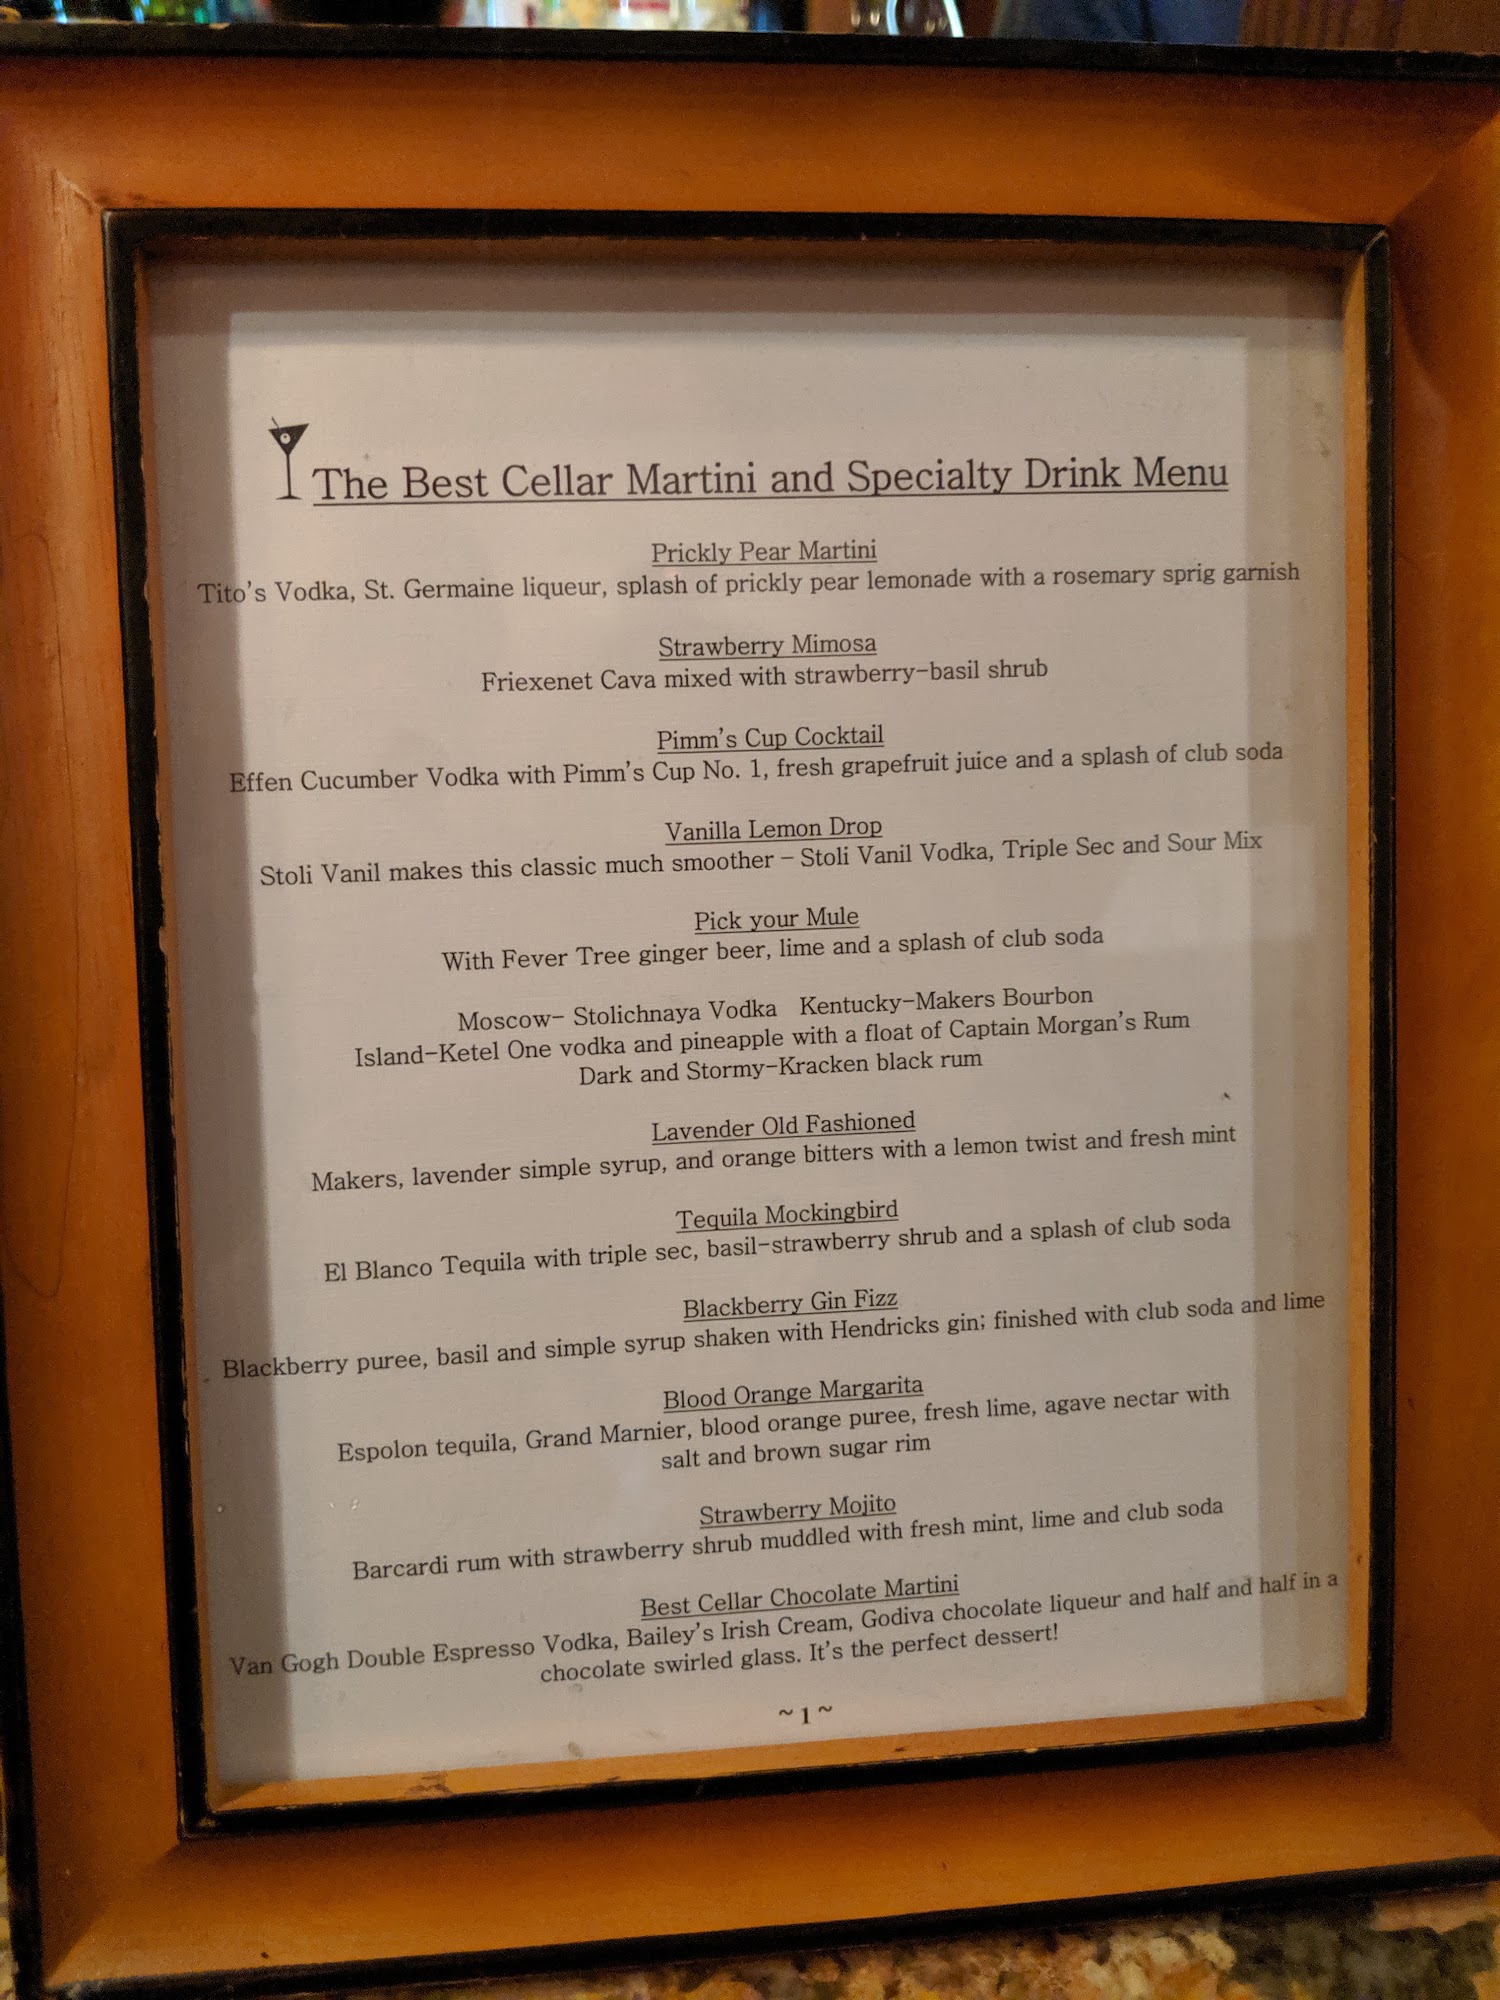 The Best Cellar Martini and Specialty Drink Menu
Prickly Pear Martini
Tito's Vodka, St. Germaine liqueur, splash of prickly pear lemonade with a rosemary sprig garnish
Strawberry Mimosa
Friexenet Cava mixed with strawberry-basil shrub
Pimm's Cup Cocktail
Effen Cucumber Vodka with Pimm's Cup No. 1, fresh grapefruit juice and a splash of club soda
Vanilla Lemon Drop
Stoli Vanil makes this classic much smoother - Stoli Vanil Vodka, Triple Sec and Sour Mix
Pick your Mule
With Fever Tree ginger beer, lime and a splash of club soda
Moscow- Stolichnaya Vodka   Kentucky-Makers Bourbon
Island-Ketel One vodka and pineapple with a float of Captain Morgan's Rum
Dark and Stormy-Kracken black rum
Lavender Old Fashioned
Makers, lavender simple syrup, and orange bitters with a lemon twist and fresh mint
Tequila Mockingbird
El Blanco Tequila with triple sec, basil-strawberry shrub and a splash of club soda
Blackberry Gin Fizz
Blackberry puree, basil and simple syrup shaken with Hendricks gin; finished with club soda and lime
Blood Orange Margarita
Espolon tequila, Grand Marnier, blood orange puree, fresh lime, agave nectar with
salt and brown sugar rim
Strawberry Mojito
Barcardi rum with strawberry shrub muddled with fresh mint, lime and club soda
Best Cellar Chocolate Martini
Van Gogh Double Espresso Vodka, Bailey's Irish Cream, Godiva chocolate liqueur and half and half in a
chocolate swirled glass. It's the perfect dessert!
~ 1 ~